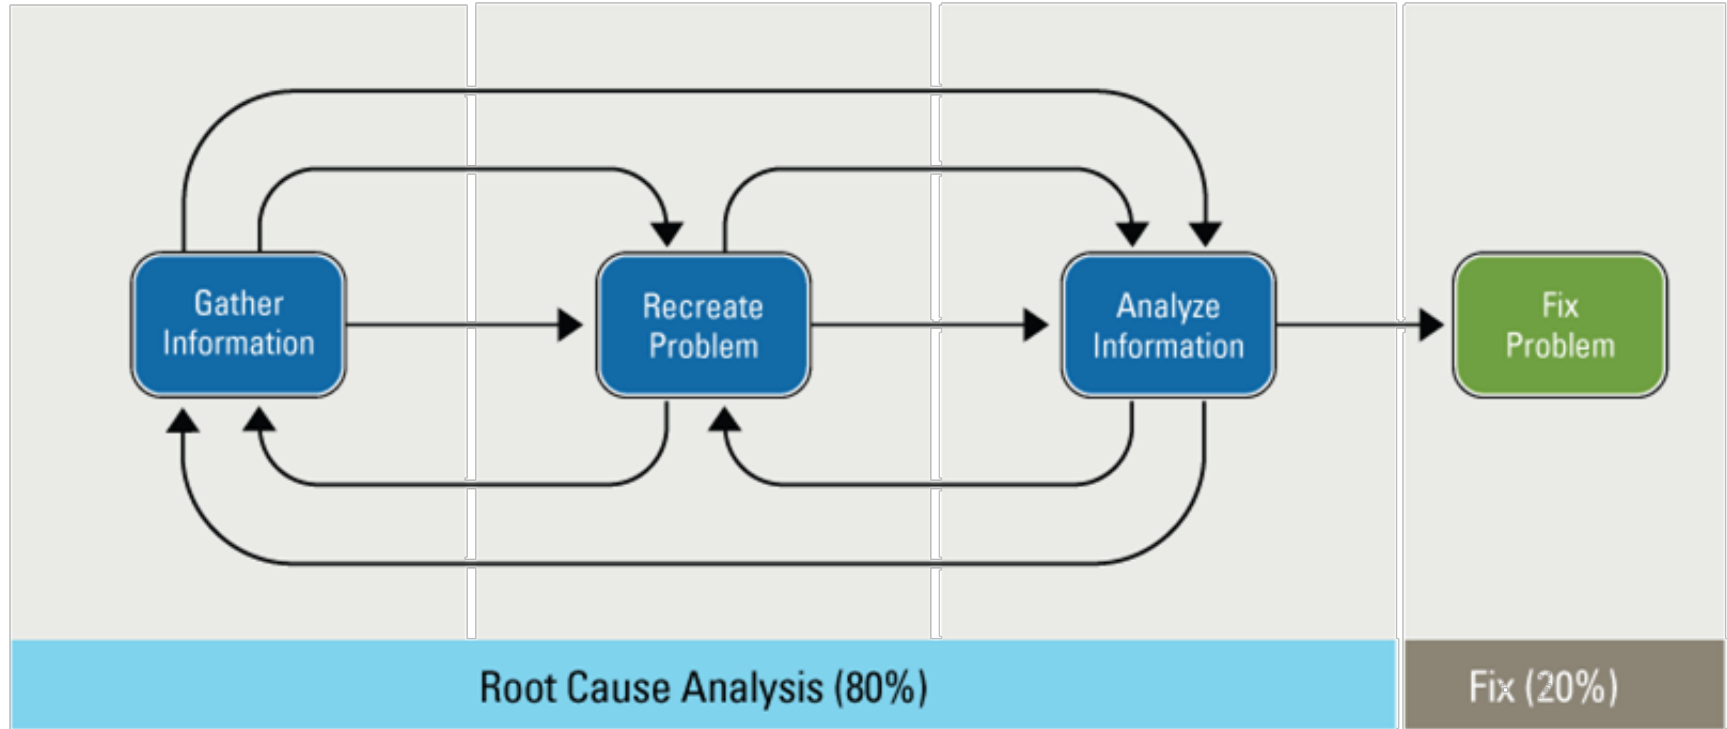 Gather
Information
Recreate
Problem
Analyze
Information
Fix
Problem
Root Cause Analysis (80%)
Fix (20%)